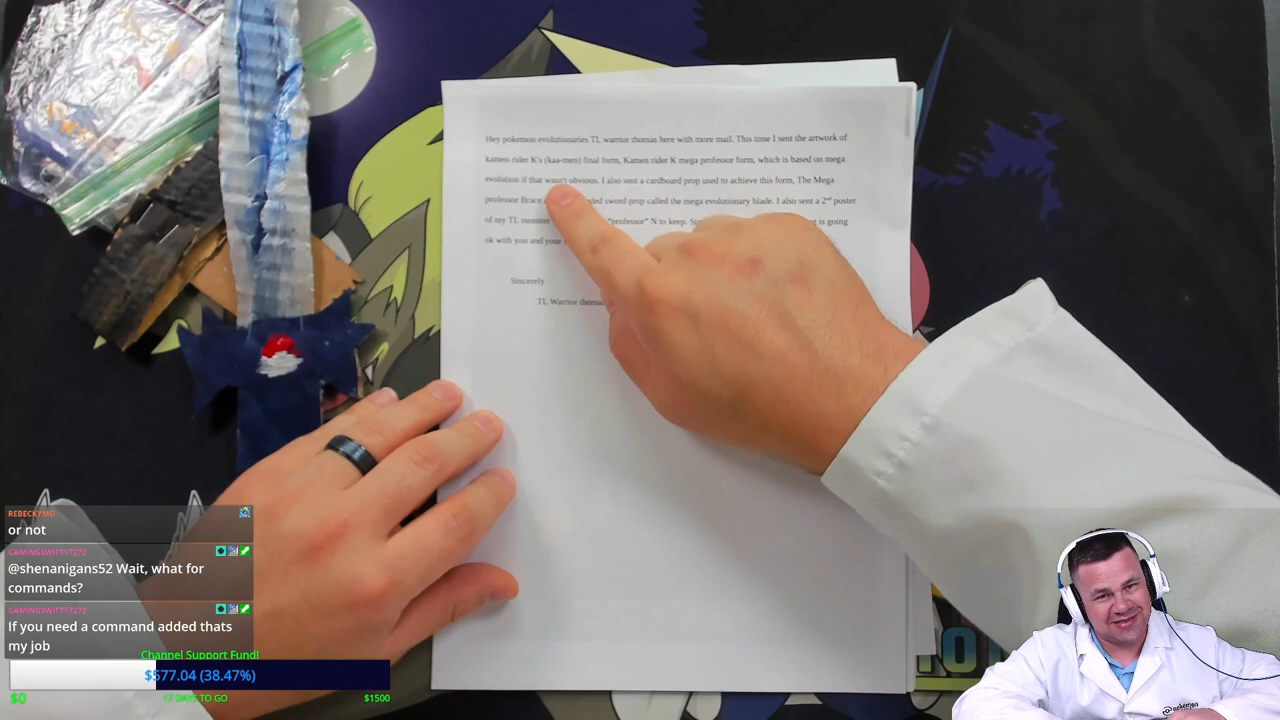 Hey pokemon evolutionaries TL warrior thomas here with more mail. This time I sent the artwork of
kamen rider K's (kaa-men) final form, Kamen rider K mega professor form, which is based on mega
evolution if that wasn't obvious. I also sent a cardboard prop used to achieve this form, The Mega
professor Brace sword prop called the mega evolutionary blade. I also sent a 2nd poster
of my TL monster "professor" N to keep. is going
ok with you and your
Sincerely
TL Warrior thomas
REBECKYMO
or not
GAMINGSWIFTY7272
@shenanigans52 Wait, what for
commands?
GAMINGSWIFTY7272
If you need a command added thats
my job
Channel Support Fund!
$577.04 (38.47%)
$0
17 DAYS TO GO
$1500